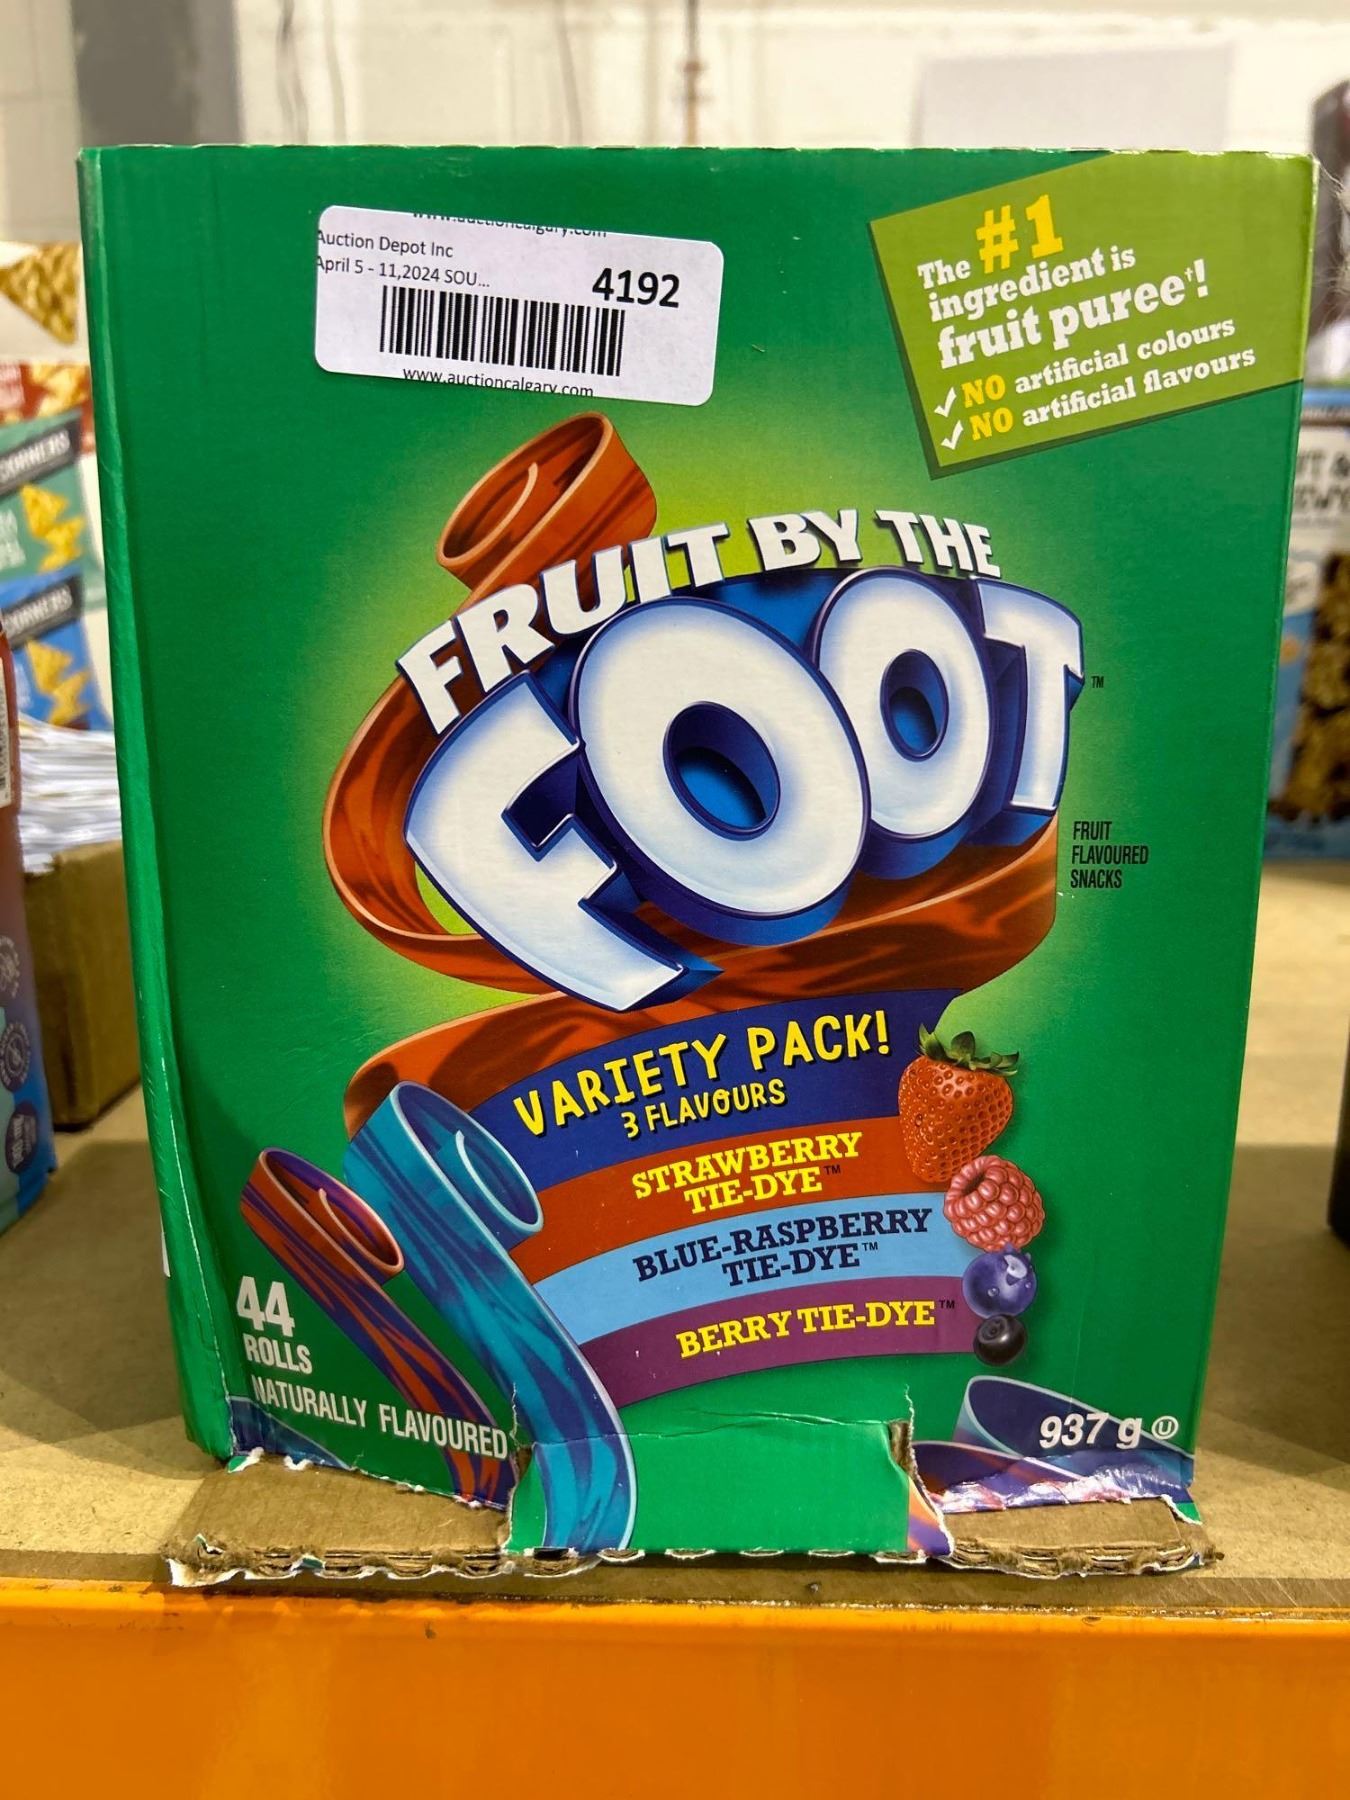 Auction Depot Inc
April 5 - 11,2024 SOU...
4192
www.auctioncalgary.com
The #1
ingredient is
fruit puree†!
✓ NO artificial colours
✓ NO artificial flavours
FRUIT BY THE
FOOT™
FRUIT
FLAVOURED
SNACKS
VARIETY PACK!
3 FLAVOURS
STRAWBERRY
TIE-DYE™
BLUE-RASPBERRY
TIE-DYE™
BERRY TIE-DYE™
44
ROLLS
NATURALLY FLAVOURED
937 g Ⓤ